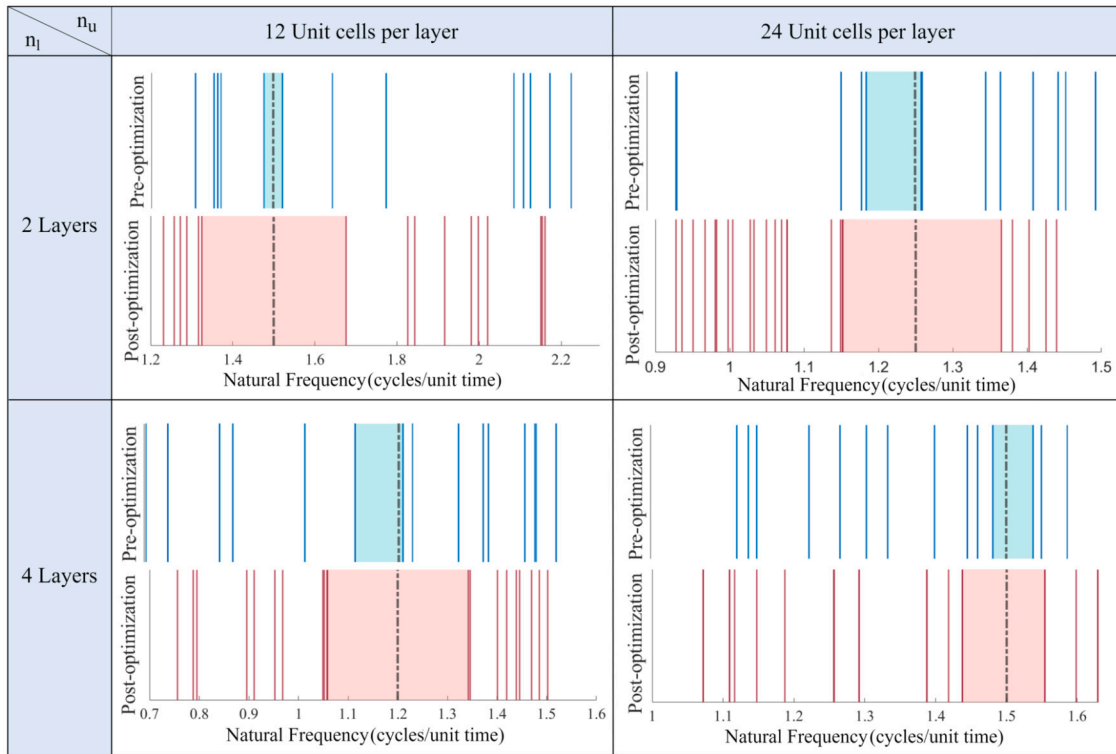 n_u
n_l
12 Unit cells per layer
24 Unit cells per layer
2 Layers
Pre-optimization
Post-optimization
1.2 1.4 1.6 1.8 2 2.2
Natural Frequency(cycles/unit time)
Pre-optimization
Post-optimization
0.9 1 1.1 1.2 1.3 1.4 1.5
Natural Frequency(cycles/unit time)
4 Layers
Pre-optimization
Post-optimization
0.7 0.8 0.9 1 1.1 1.2 1.3 1.4 1.5 1.6
Natural Frequency(cycles/unit time)
Pre-optimization
Post-optimization
1 1.1 1.2 1.3 1.4 1.5 1.6
Natural Frequency(cycles/unit time)